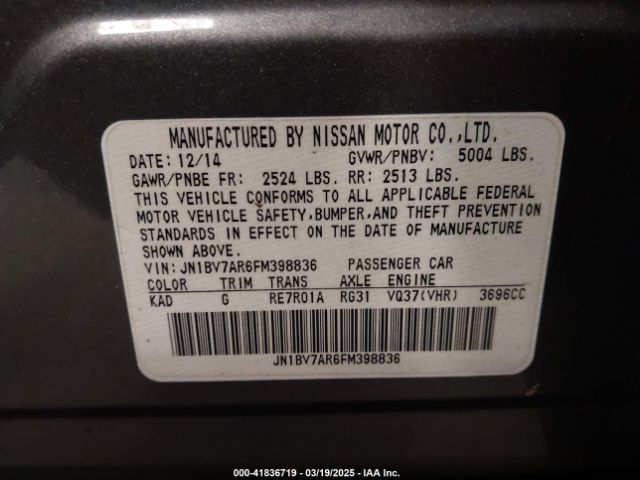 MANUFACTURED BY NISSAN MOTOR CO.,LTD.
DATE: 12/14 GVWR/PNBV: 5004 LBS.
GAWR/PNBE FR: 2524 LBS. RR: 2513 LBS.
THIS VEHICLE CONFORMS TO ALL APPLICABLE FEDERAL
MOTOR VEHICLE SAFETY,BUMPER,AND THEFT PREVENTION
STANDARDS IN EFFECT ON THE DATE OF MANUFACTURE
SHOWN ABOVE.
VIN: JN1BV7AR6FM398836 PASSENGER CAR
COLOR TRIM TRANS AXLE ENGINE
KAD G RE7R01A RG31 VQ37(VHR) 3696CC
JN1BV7AR6FM398836
000-41836719 - 03/19/2025 - IAA Inc.